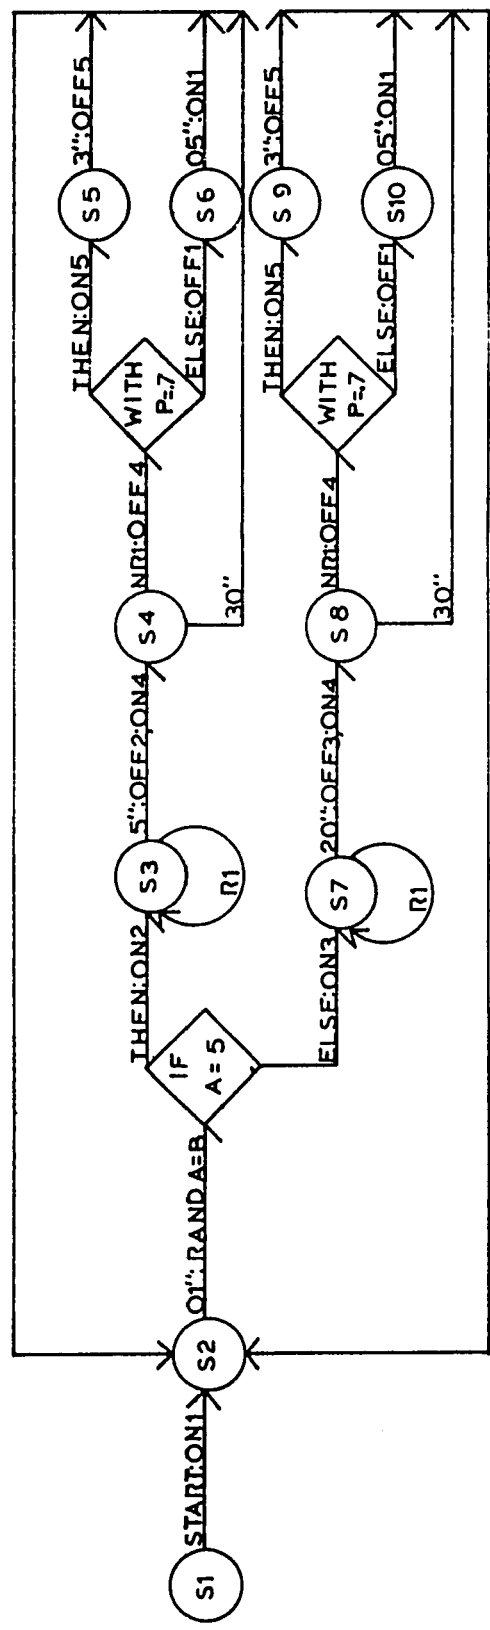 S1
START:ON1
S2
01": RAND A=B
IF
A = 5
THEN:ON2
S3
R1
5":OFF2,ON4
S4
30"
NR1:OFF4
WITH
P=.7
THEN:ON5
S5
3":OFF5
ELSE:OFF1
S6
05":ON1
ELSE:ON3
S7
R1
20":OFF3,ON4
S8
30"
NR1:OFF4
WITH
P=.7
THEN:ON5
S9
3":OFF5
ELSE:OFF1
S10
05":ON1